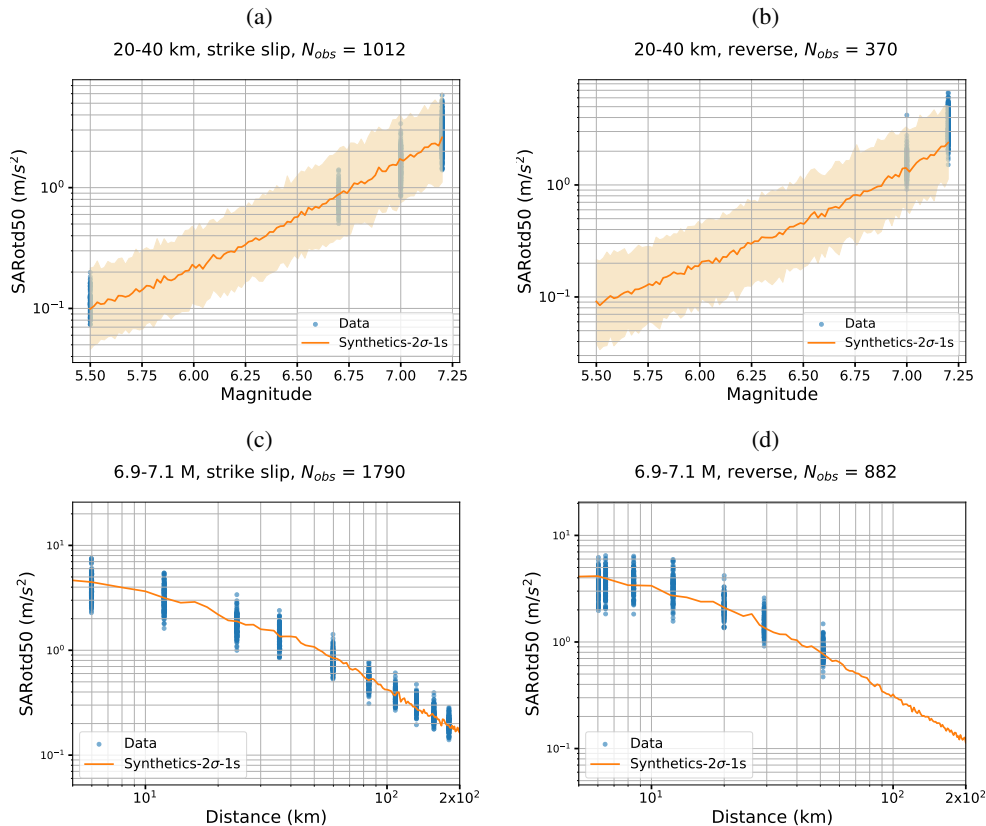 (a)
20-40 km, strike slip, N_obs = 1012
SARotd50 (m/s²)
10⁰
10⁻¹
Data
Synthetics-2σ-1s
5.50 5.75 6.00 6.25 6.50 6.75 7.00 7.25
Magnitude
(b)
20-40 km, reverse, N_obs = 370
SARotd50 (m/s²)
10⁰
10⁻¹
Data
Synthetics-2σ-1s
5.50 5.75 6.00 6.25 6.50 6.75 7.00 7.25
Magnitude
(c)
6.9-7.1 M, strike slip, N_obs = 1790
SARotd50 (m/s²)
10¹
10⁰
10⁻¹
Data
Synthetics-2σ-1s
10¹ 10² 2x10²
Distance (km)
(d)
6.9-7.1 M, reverse, N_obs = 882
SARotd50 (m/s²)
10¹
10⁰
10⁻¹
Data
Synthetics-2σ-1s
10¹ 10² 2x10²
Distance (km)